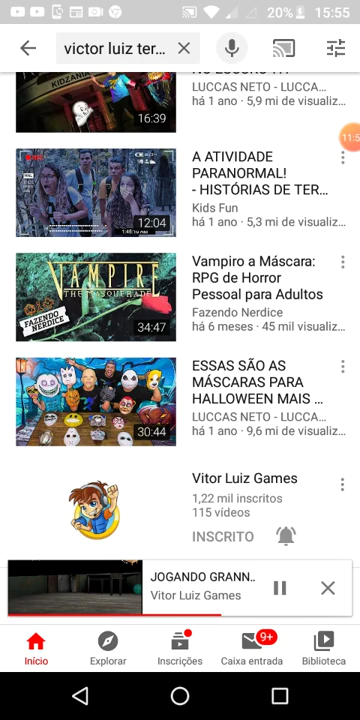 20% 15:55
victor luiz ter...
KIDZANIA
LUCCAS NETO - LUCCA...
há 1 ano · 5,9 mi de visualiz...
16:39
11:5
A ATIVIDADE
PARANORMAL!
- HISTÓRIAS DE TER...
Kids Fun
há 1 ano · 5,3 mi de visualiz...
12:04
VAMPIRE
THE MASQUERADE
FAZENDO
NERDICE
34:47
Vampiro a Máscara:
RPG de Horror
Pessoal para Adultos
Fazendo Nerdice
há 6 meses · 45 mil visualiz...
ESSAS SÃO AS
MÁSCARAS PARA
HALLOWEEN MAIS ...
LUCCAS NETO - LUCCA...
há 1 ano · 9,6 mi de visualiz...
30:44
Vitor Luiz Games
1,22 mil inscritos
115 vídeos
INSCRITO
JOGANDO GRANN..
Vitor Luiz Games
9+
Início
Explorar
Inscrições
Caixa entrada
Biblioteca